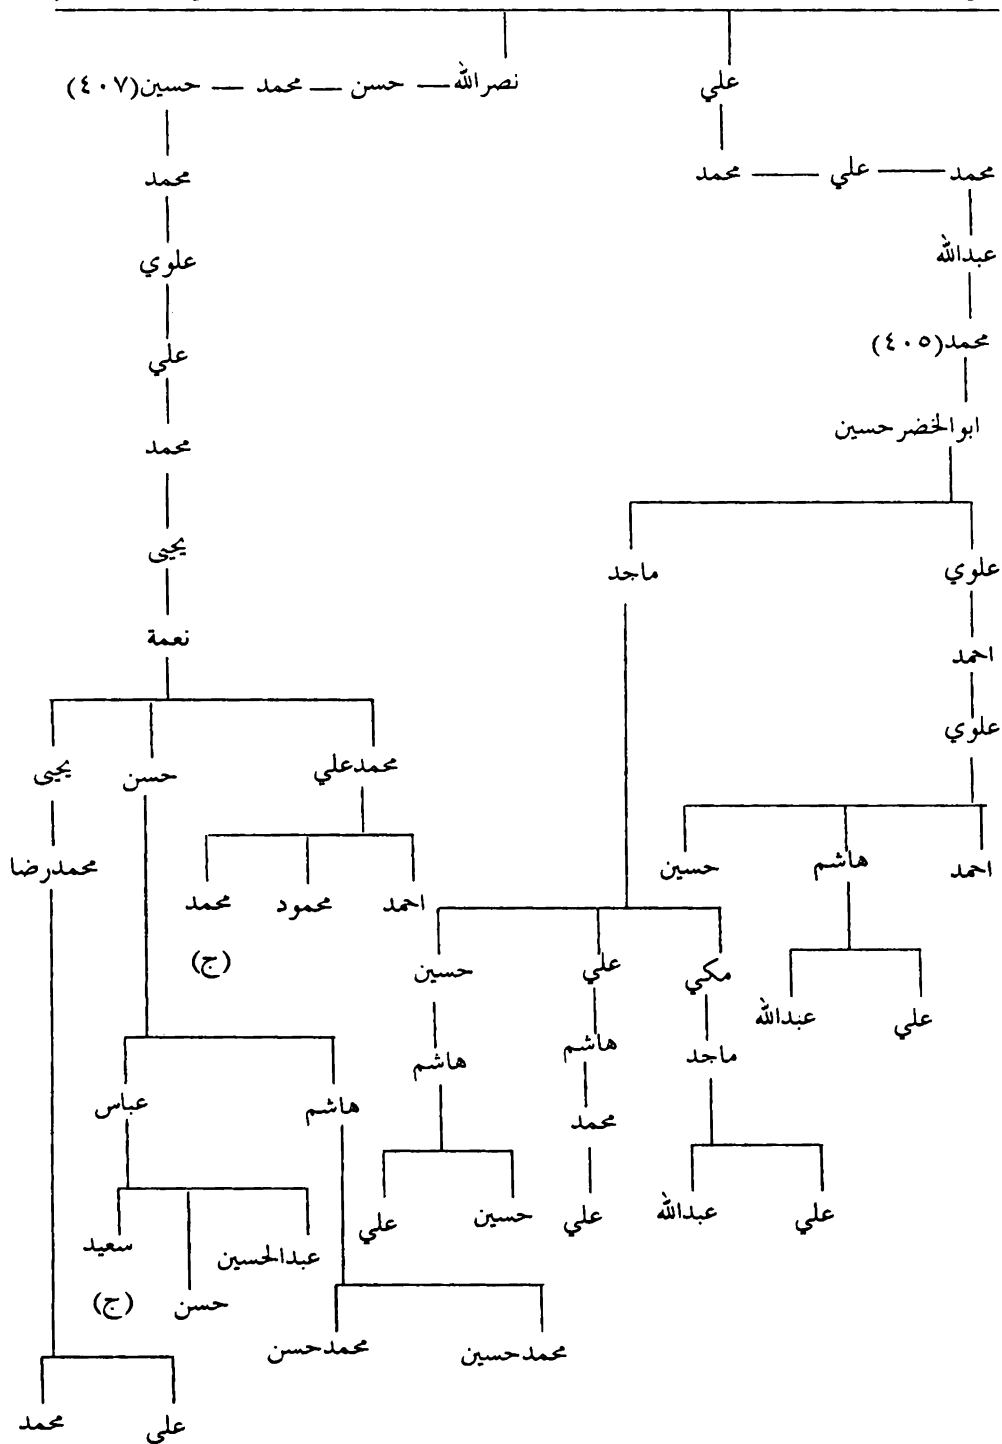 علي نصرالله — حسن — محمد — حسين (٤٠٧)
محمد — علي — محمد محمد
عبدالله علوي
محمد (٤٠٥) علي
ابوالخضر حسين محمد
يحيى
علوي ماجد
نعمة
احمد
علوي
محمدعلي حسن يحيى
احمد هاشم حسين محمدرضا
احمد محمود محمد
(ج)
مكي علي حسين
علي عبدالله
ماجد هاشم هاشم
هاشم عباس
محمد
علي عبدالله علي حسين علي
عبدالحسين سعيد
حسن (ج)
محمدحسين محمدحسن
علي محمد